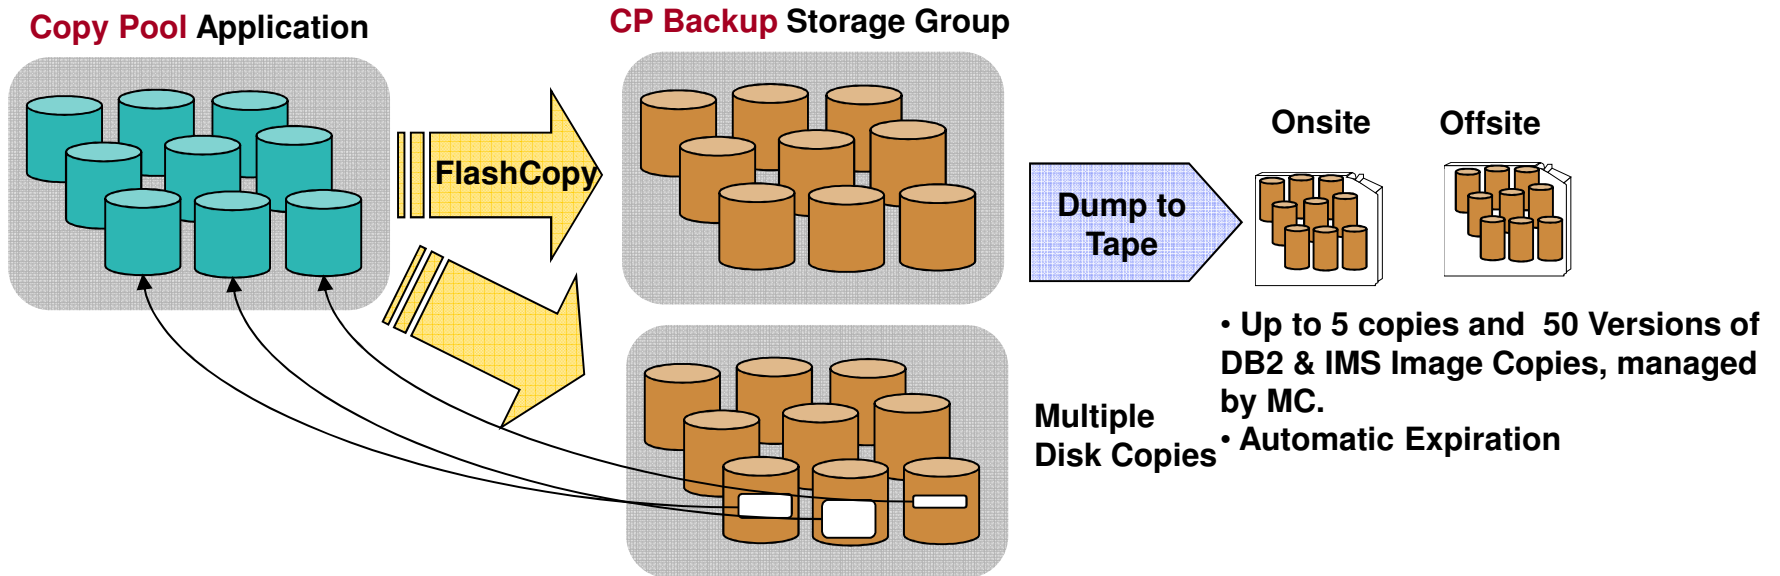 Copy Pool Application
CP Backup Storage Group
FlashCopy
Dump to
Tape
Onsite
Offsite
• Up to 5 copies and 50 Versions of
DB2 & IMS Image Copies, managed
by MC.
• Automatic Expiration
Multiple
Disk Copies